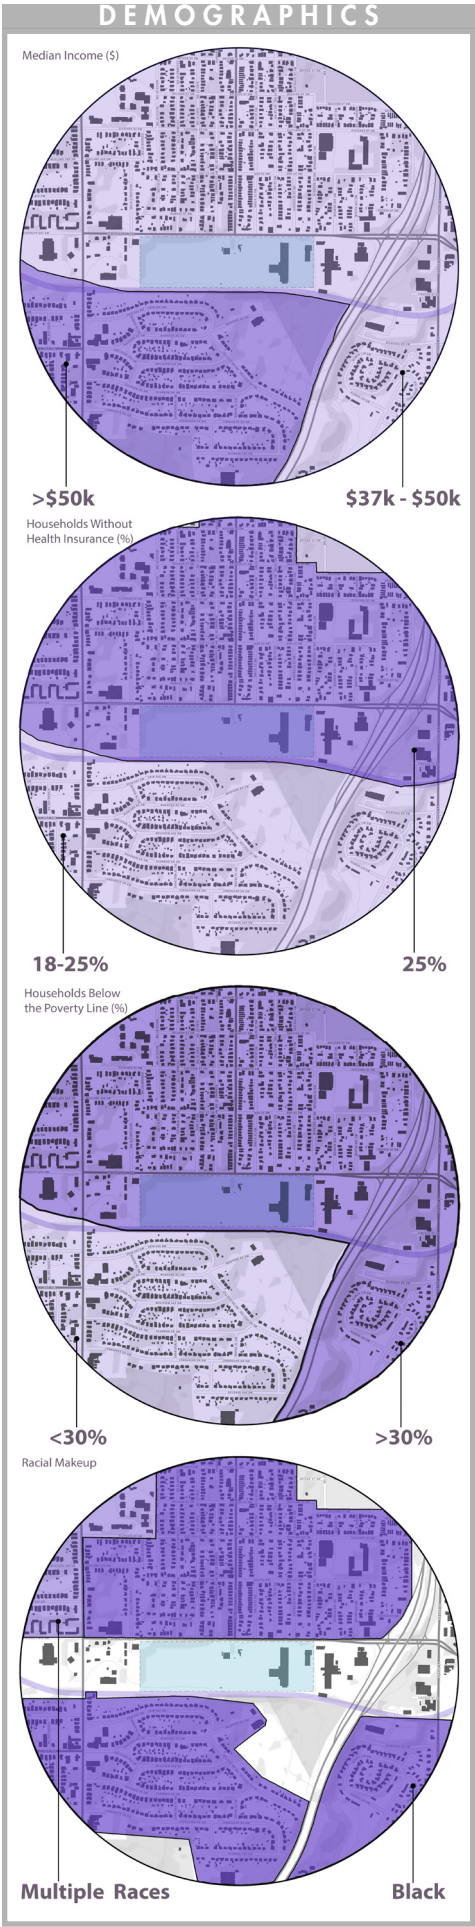 DEMOGRAPHICS
Median Income ($)
>$50k
$37k - $50k
Households Without
Health Insurance (%)
18-25%
25%
Households Below
the Poverty Line (%)
<30%
>30%
Racial Makeup
Multiple Races
Black